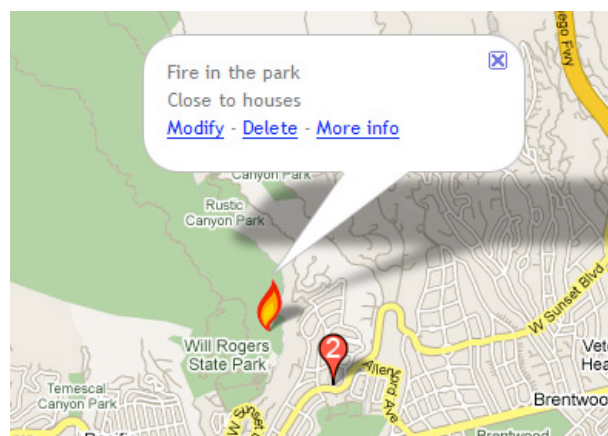 Fire in the park
Close to houses
Modify - Delete - More info
Canyon Park
Rustic
Canyon Park
W Sunset Blvd
Will Rogers
State Park
2
Allenford Ave
Temescal
Canyon Park
Brentwood
Brentwood